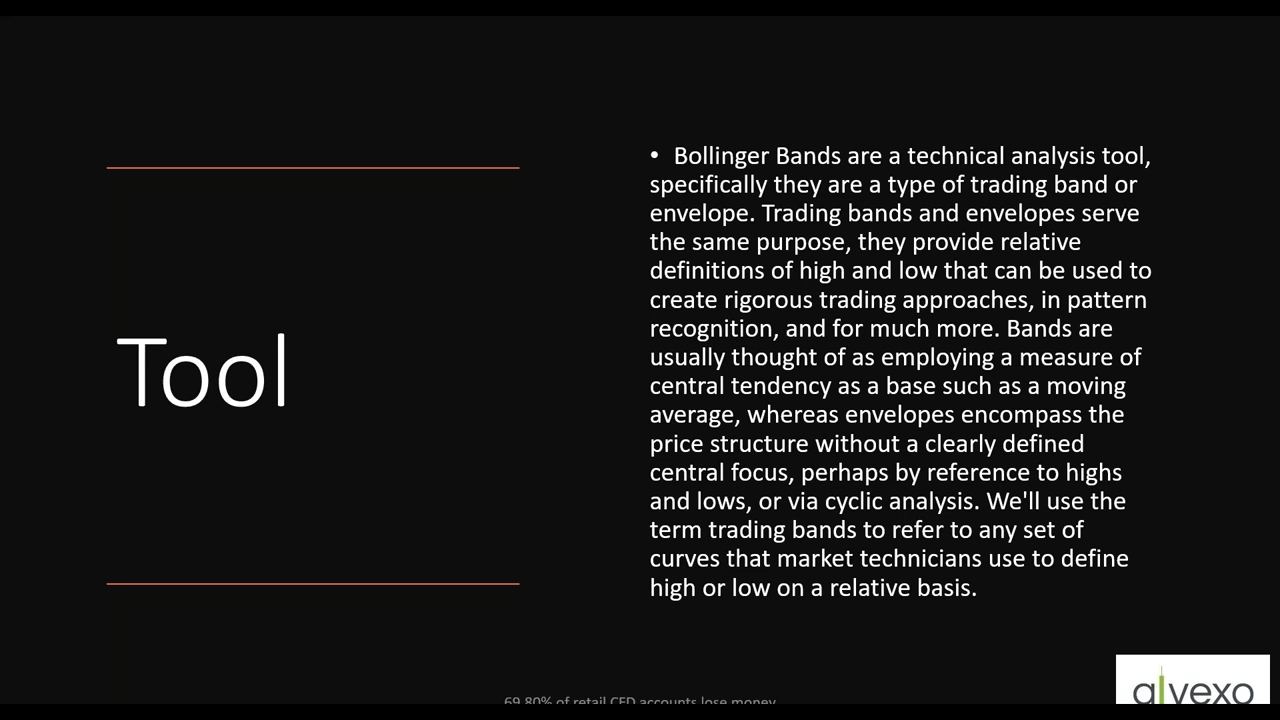 Tool
• Bollinger Bands are a technical analysis tool,
specifically they are a type of trading band or
envelope. Trading bands and envelopes serve
the same purpose, they provide relative
definitions of high and low that can be used to
create rigorous trading approaches, in pattern
recognition, and for much more. Bands are
usually thought of as employing a measure of
central tendency as a base such as a moving
average, whereas envelopes encompass the
price structure without a clearly defined
central focus, perhaps by reference to highs
and lows, or via cyclic analysis. We'll use the
term trading bands to refer to any set of
curves that market technicians use to define
high or low on a relative basis.
69.80% of retail CFD accounts lose money
alvexo